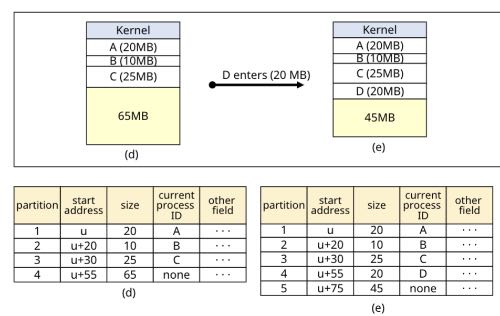 Kernel
A (20MB)
B (10MB)
C (25MB)
65MB
(d)
D enters (20 MB)
Kernel
A (20MB)
B (10MB)
C (25MB)
D (20MB)
45MB
(e)
partition start address size current process ID other field
1 u 20 A ...
2 u+20 10 B ...
3 u+30 25 C ...
4 u+55 65 none ...
(d)
partition start address size current process ID other field
1 u 20 A ...
2 u+20 10 B ...
3 u+30 25 C ...
4 u+55 20 D ...
5 u+75 45 none ...
(e)